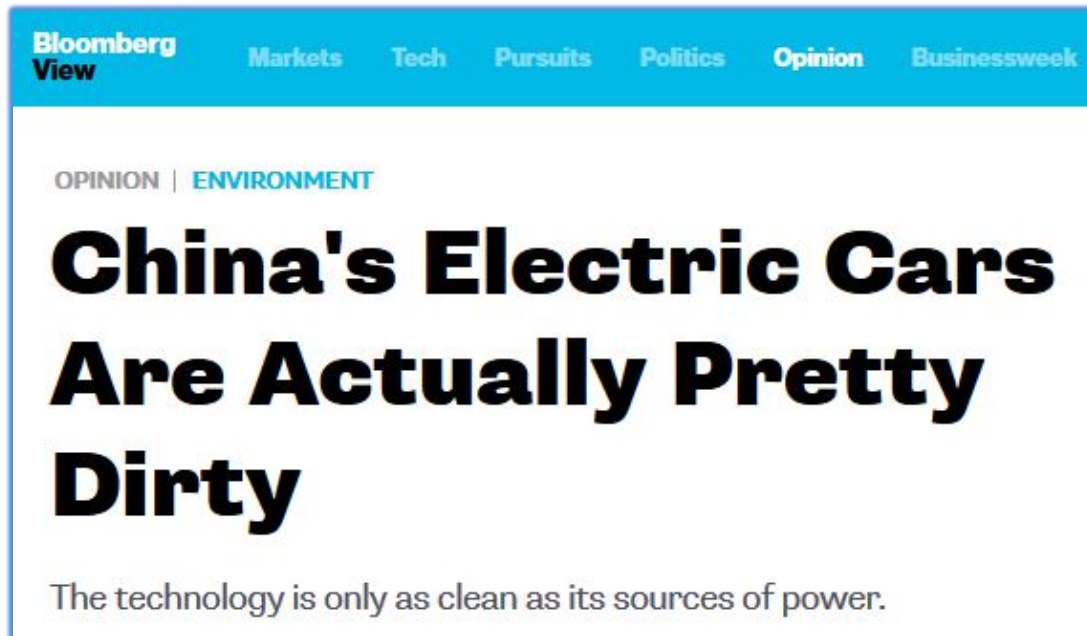 Bloomberg
View
Markets Tech Pursuits Politics Opinion Businessweek
OPINION | ENVIRONMENT
China's Electric Cars
Are Actually Pretty
Dirty
The technology is only as clean as its sources of power.